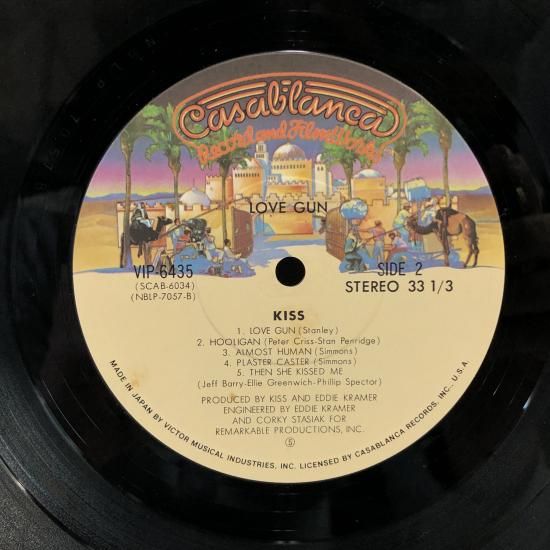 Casablanca
Record and FilmWorks
LOVE GUN
VIP-6435
(SCAB-6034)
(NBLP-7057-B)
SIDE 2
STEREO 33 1/3
KISS
1. LOVE GUN (Stanley)
2. HOOLIGAN (Peter Criss-Stan Penridge)
3. ALMOST HUMAN (Simmons)
4. PLASTER CASTER (Simmons)
5. THEN SHE KISSED ME
(Jeff Barry-Ellie Greenwich-Phillip Spector)
PRODUCED BY KISS AND EDDIE KRAMER
ENGINEERED BY EDDIE KRAMER
AND CORKY STASIAK FOR
REMARKABLE PRODUCTIONS, INC.
Ⓢ
MADE IN JAPAN BY VICTOR MUSICAL INDUSTRIES, INC. LICENSED BY CASABLANCA RECORDS, INC., U.S.A.